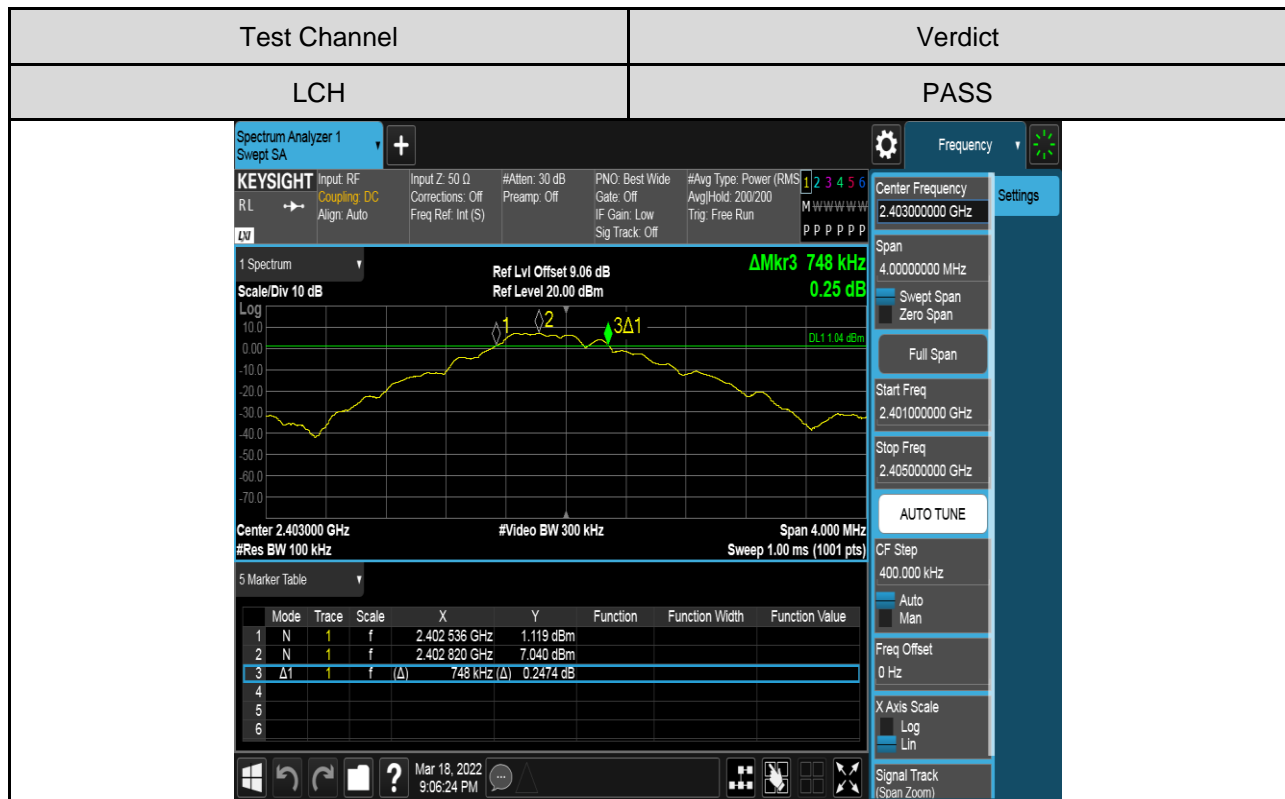 Test Channel Verdict
LCH PASS
Spectrum Analyzer 1
Swept SA
+
Frequency
KEYSIGHT Input: RF Input Z: 50 Ω #Atten: 30 dB PNO: Best Wide #Avg Type: Power (RMS 1 2 3 4 5 6
RL Coupling: DC Corrections: Off Preamp: Off Gate: Off Avg|Hold: 200/200 M W W W W W
Align: Auto Freq Ref: Int (S) IF Gain: Low Trig: Free Run
LXI Sig Track: Off P P P P P P
1 Spectrum
Ref Lvl Offset 9.06 dB
ΔMkr3 748 kHz
Scale/Div 10 dB Ref Level 20.00 dBm 0.25 dB
Log
1 2 3Δ1
10.0
DL1 1.04 dBm
0.00
-10.0
-20.0
-30.0
-40.0
-50.0
-60.0
-70.0
Center 2.403000 GHz #Video BW 300 kHz Span 4.000 MHz
#Res BW 100 kHz Sweep 1.00 ms (1001 pts)
5 Marker Table
Mode Trace Scale X Y Function Function Width Function Value
1 N 1 f 2.402 536 GHz 1.119 dBm
2 N 1 f 2.402 820 GHz 7.040 dBm
3 Δ1 1 f (Δ) 748 kHz (Δ) 0.2474 dB
4
5
6
? Mar 18, 2022
9:06:24 PM
Center Frequency
2.403000000 GHz
Settings
Span
4.00000000 MHz
Swept Span
Zero Span
Full Span
Start Freq
2.401000000 GHz
Stop Freq
2.405000000 GHz
AUTO TUNE
CF Step
400.000 kHz
Auto
Man
Freq Offset
0 Hz
X Axis Scale
Log
Lin
Signal Track
(Span Zoom)